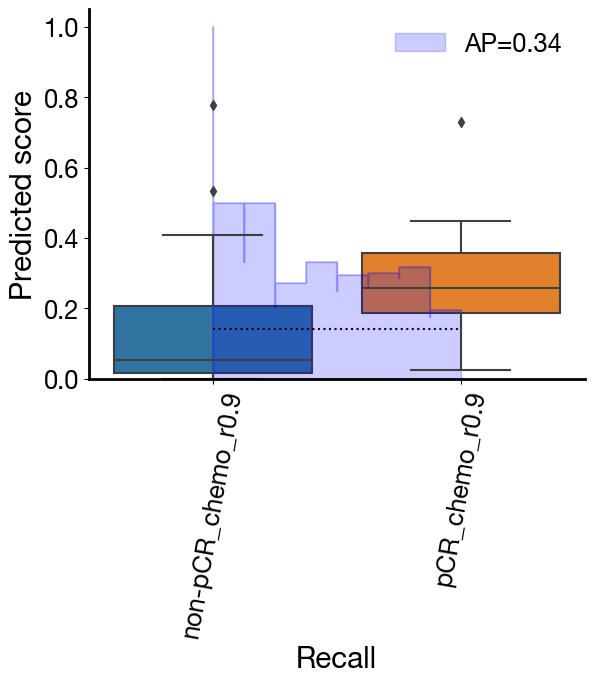 AP=0.34
Predicted score
1.0
0.8
0.6
0.4
0.2
0.0
non-pCR_chemo_r0.9
pCR_chemo_r0.9
Recall